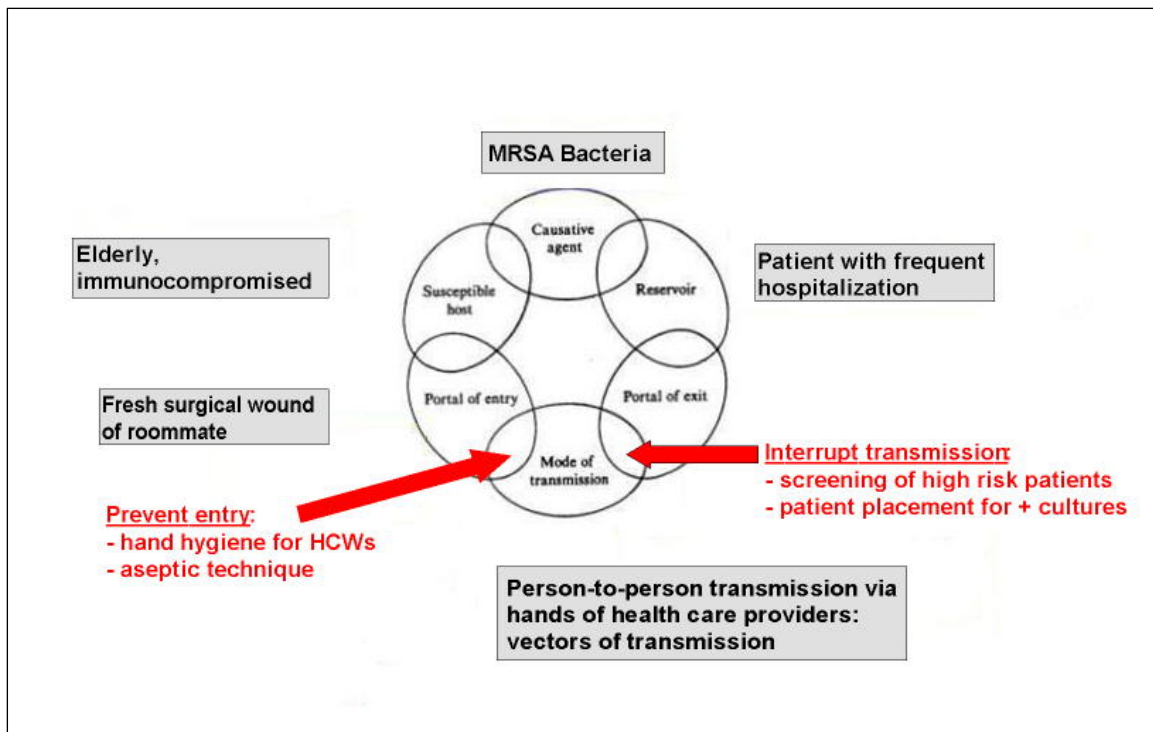 MRSA Bacteria
Causative
agent
Elderly,
immunocompromised
Susceptible
host
Reservoir
Patient with frequent
hospitalization
Fresh surgical wound
of roommate
Portal of entry
Portal of exit
Mode of
transmission
Interrupt transmission:
- screening of high risk patients
- patient placement for + cultures
Prevent entry:
- hand hygiene for HCWs
- aseptic technique
Person-to-person transmission via
hands of health care providers:
vectors of transmission